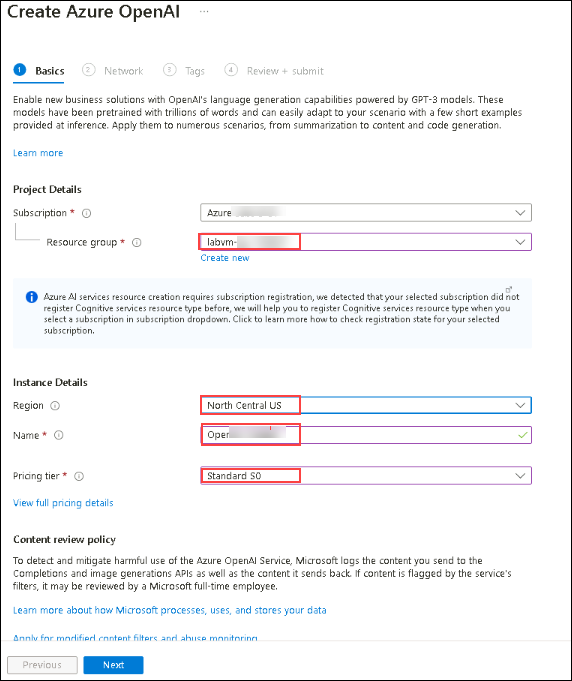 Create Azure OpenAI ...
1 Basics 2 Network 3 Tags 4 Review + submit
Enable new business solutions with OpenAI's language generation capabilities powered by GPT-3 models. These
models have been pretrained with trillions of words and can easily adapt to your scenario with a few short examples
provided at inference. Apply them to numerous scenarios, from summarization to content and code generation.
Learn more
Project Details
Subscription * Azure
Resource group * labvm-
Create new
Azure AI services resource creation requires subscription registration, we detected that your selected subscription did not
register Cognitive services resource type before, we will help you to register Cognitive services resource type when you
select a subscription in subscription dropdown. Click to learn more how to check registration state for your selected
subscription.
Instance Details
Region North Central US
Name * Open
Pricing tier * Standard S0
View full pricing details
Content review policy
To detect and mitigate harmful use of the Azure OpenAI Service, Microsoft logs the content you send to the
Completions and image generations APIs as well as the content it sends back. If content is flagged by the service's
filters, it may be reviewed by a Microsoft full-time employee.
Learn more about how Microsoft processes, uses, and stores your data
Apply for modified content filters and abuse monitoring
Previous Next